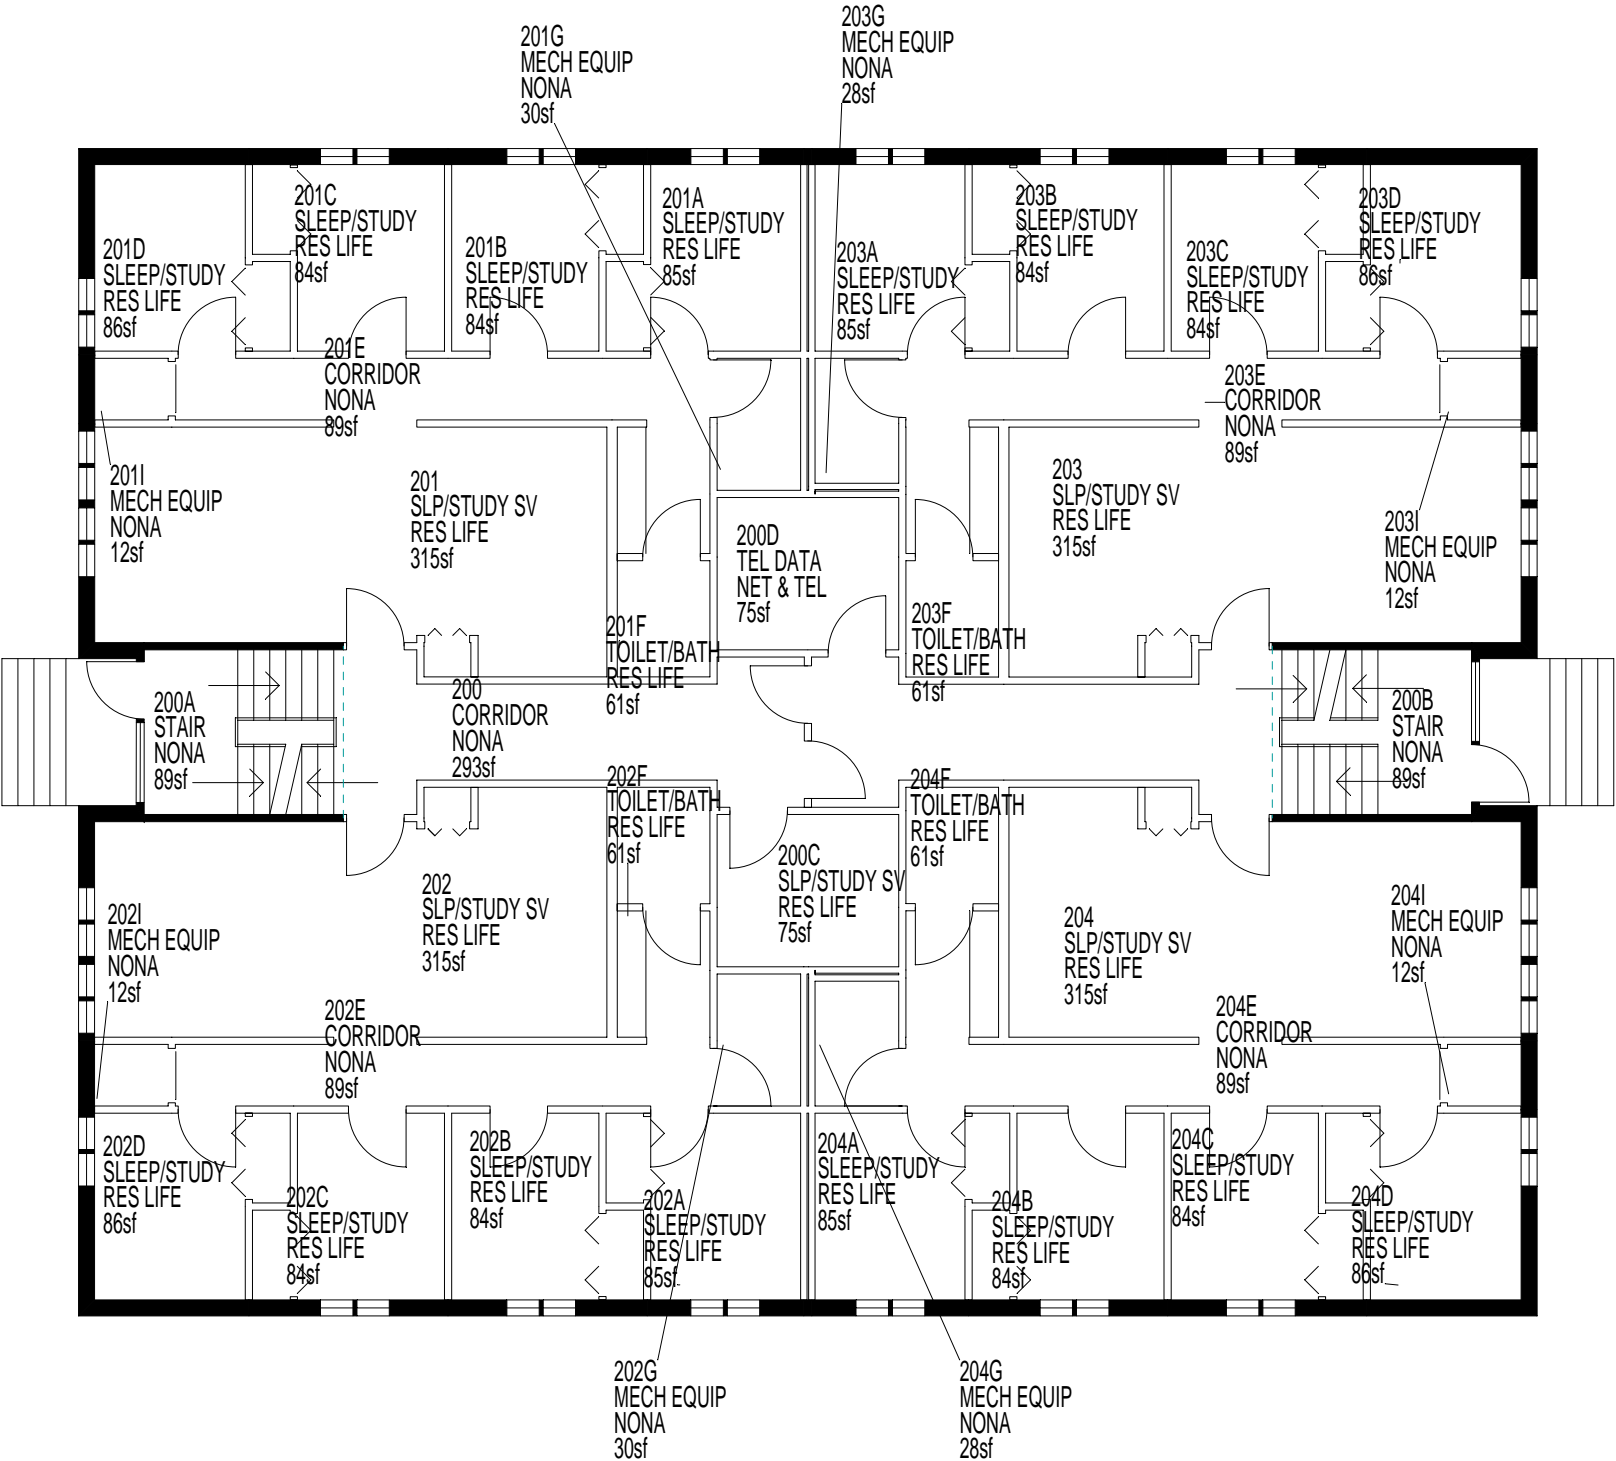 201G
MECH EQUIP
NONA
30sf
203G
MECH EQUIP
NONA
28sf
201D
SLEEP/STUDY
RES LIFE
86sf
201C
SLEEP/STUDY
RES LIFE
84sf
201B
SLEEP/STUDY
RES LIFE
84sf
201A
SLEEP/STUDY
RES LIFE
85sf
203A
SLEEP/STUDY
RES LIFE
85sf
203B
SLEEP/STUDY
RES LIFE
84sf
203C
SLEEP/STUDY
RES LIFE
84sf
203D
SLEEP/STUDY
RES LIFE
86sf
201E
CORRIDOR
NONA
89sf
203E
CORRIDOR
NONA
89sf
201I
MECH EQUIP
NONA
12sf
201
SLP/STUDY SV
RES LIFE
315sf
200D
TEL DATA
NET & TEL
75sf
203
SLP/STUDY SV
RES LIFE
315sf
203I
MECH EQUIP
NONA
12sf
201F
TOILET/BATH
RES LIFE
61sf
203F
TOILET/BATH
RES LIFE
61sf
200A
STAIR
NONA
89sf
200
CORRIDOR
NONA
293sf
200B
STAIR
NONA
89sf
202F
TOILET/BATH
RES LIFE
61sf
204F
TOILET/BATH
RES LIFE
61sf
202I
MECH EQUIP
NONA
12sf
202
SLP/STUDY SV
RES LIFE
315sf
200C
SLP/STUDY SV
RES LIFE
75sf
204
SLP/STUDY SV
RES LIFE
315sf
204I
MECH EQUIP
NONA
12sf
202E
CORRIDOR
NONA
89sf
204E
CORRIDOR
NONA
89sf
202D
SLEEP/STUDY
RES LIFE
86sf
202C
SLEEP/STUDY
RES LIFE
84sf
202B
SLEEP/STUDY
RES LIFE
84sf
202A
SLEEP/STUDY
RES LIFE
85sf
204A
SLEEP/STUDY
RES LIFE
85sf
204B
SLEEP/STUDY
RES LIFE
84sf
204C
SLEEP/STUDY
RES LIFE
84sf
204D
SLEEP/STUDY
RES LIFE
86sf
202G
MECH EQUIP
NONA
30sf
204G
MECH EQUIP
NONA
28sf